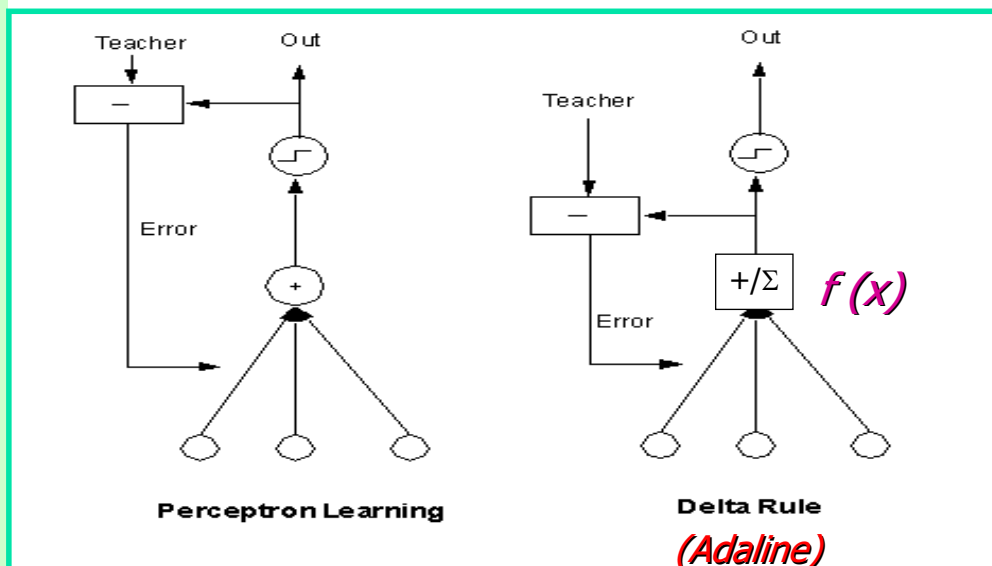 Teacher
Out
−
Error
+
Perceptron Learning
Out
Teacher
−
+/Σ
f (x)
Error
Delta Rule
(Adaline)